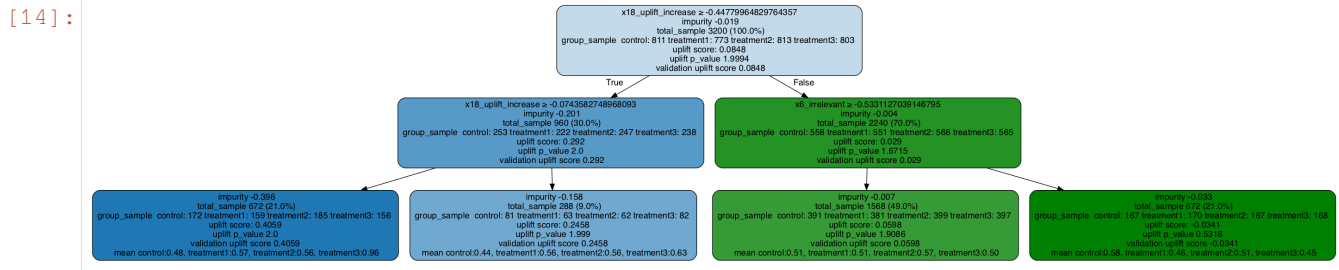 [14]:
x18_uplift_increase ≥ -0.44779964829764357
impurity -0.019
total_sample 3200 (100.0%)
group_sample control: 811 treatment1: 773 treatment2: 813 treatment3: 803
uplift score: 0.0848
uplift p_value 1.9994
validation uplift score 0.0848
True
False
x18_uplift_increase ≥ -0.0743582748968093
impurity -0.201
total_sample 960 (30.0%)
group_sample control: 253 treatment1: 222 treatment2: 247 treatment3: 238
uplift score: 0.292
uplift p_value 2.0
validation uplift score 0.292
x6_irrelevant ≥ -0.5331127039146795
impurity -0.004
total_sample 2240 (70.0%)
group_sample control: 558 treatment1: 551 treatment2: 566 treatment3: 565
uplift score: 0.029
uplift p_value 1.6715
validation uplift score 0.029
impurity -0.396
total_sample 672 (21.0%)
group_sample control: 172 treatment1: 159 treatment2: 185 treatment3: 156
uplift score: 0.4059
uplift p_value 2.0
validation uplift score 0.4059
mean control:0.48, treatment1:0.57, treatment2:0.56, treatment3:0.96
impurity -0.158
total_sample 288 (9.0%)
group_sample control: 81 treatment1: 63 treatment2: 62 treatment3: 82
uplift score: 0.2458
uplift p_value 1.999
validation uplift score 0.2458
mean control:0.44, treatment1:0.56, treatment2:0.56, treatment3:0.63
impurity -0.007
total_sample 1568 (49.0%)
group_sample control: 391 treatment1: 381 treatment2: 399 treatment3: 397
uplift score: 0.0598
uplift p_value 1.9086
validation uplift score 0.0598
mean control:0.51, treatment1:0.51, treatment2:0.57, treatment3:0.50
impurity -0.033
total_sample 672 (21.0%)
group_sample control: 167 treatment1: 170 treatment2: 167 treatment3: 168
uplift score: -0.0341
uplift p_value 0.5318
validation uplift score -0.0341
mean control:0.58, treatment1:0.46, treatment2:0.51, treatment3:0.45